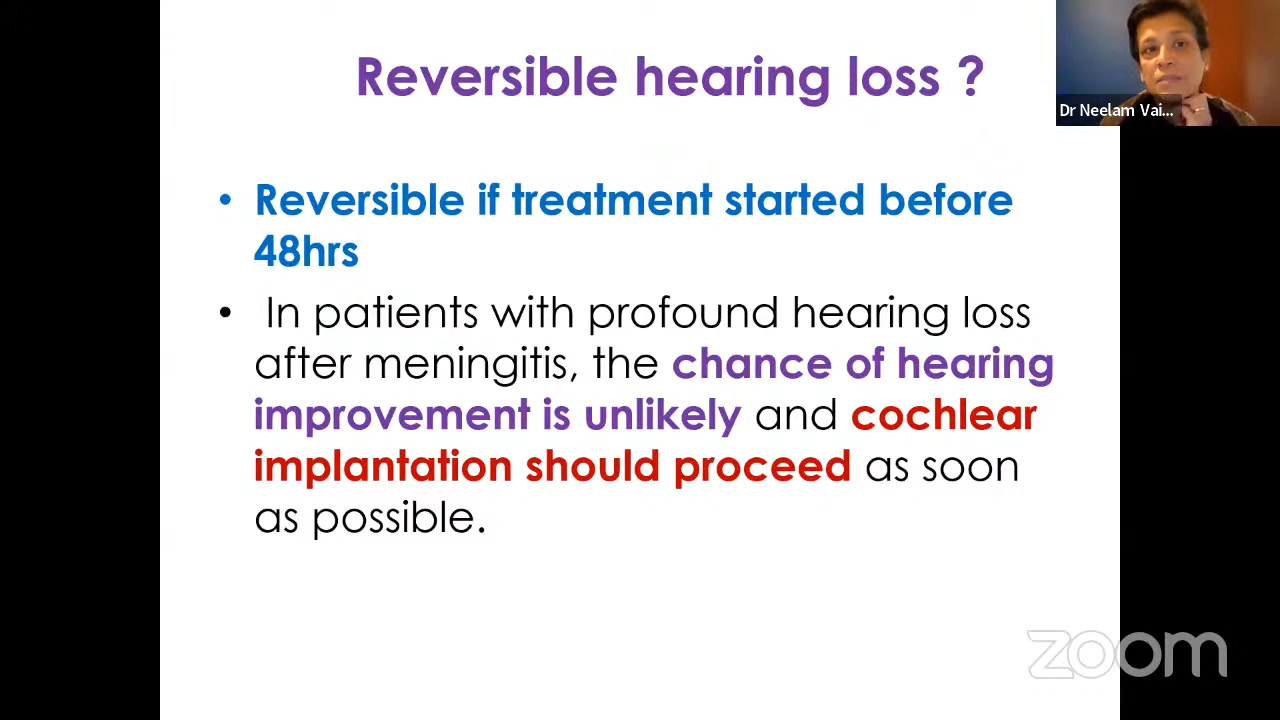 Reversible hearing loss ?
Dr Neelam Vai...
• Reversible if treatment started before
48hrs
• In patients with profound hearing loss
after meningitis, the chance of hearing
improvement is unlikely and cochlear
implantation should proceed as soon
as possible.
zoom